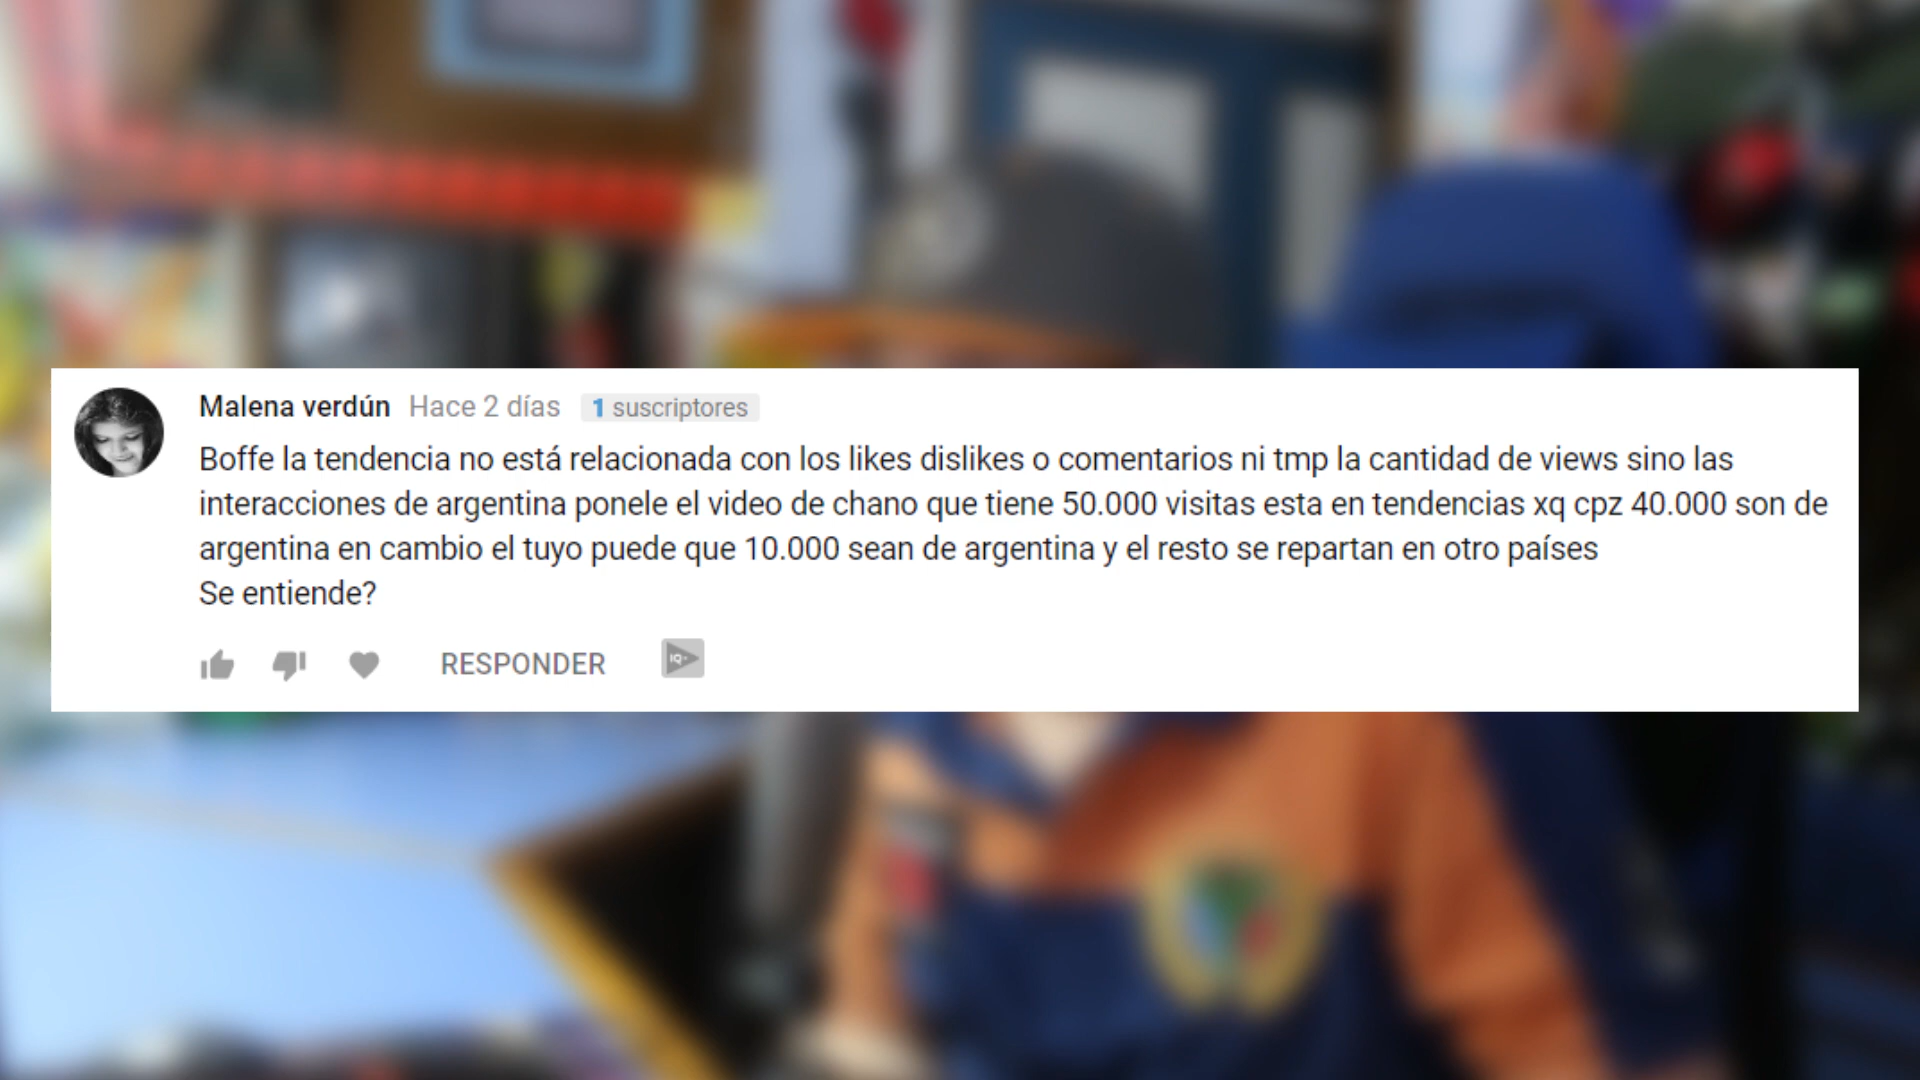 Malena verdún Hace 2 días 1 suscriptores
Boffe la tendencia no está relacionada con los likes dislikes o comentarios ni tmp la cantidad de views sino las
interacciones de argentina ponele el video de chano que tiene 50.000 visitas esta en tendencias xq cpz 40.000 son de
argentina en cambio el tuyo puede que 10.000 sean de argentina y el resto se repartan en otro países
Se entiende?
RESPONDER IQ